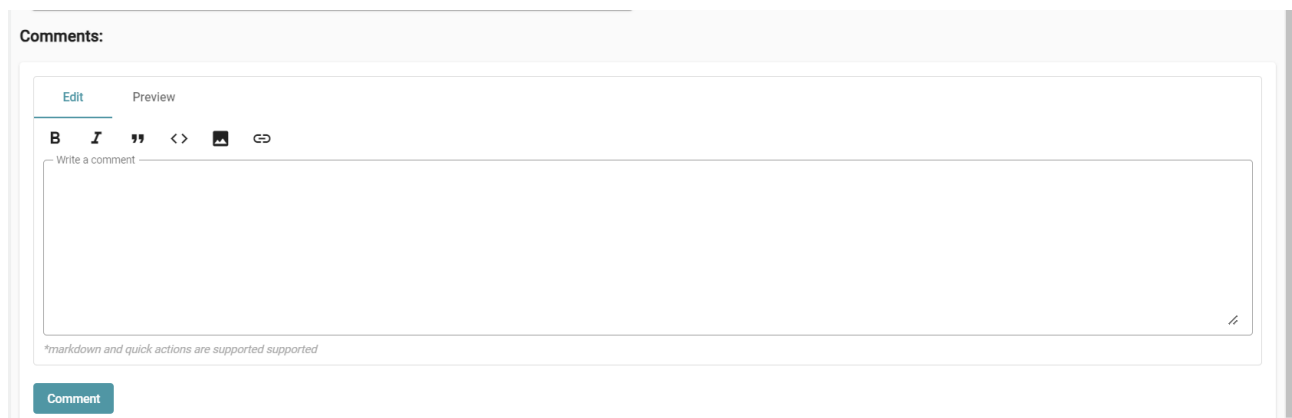 Comments:
Edit Preview
B I
Write a comment
*markdown and quick actions are supported supported
Comment